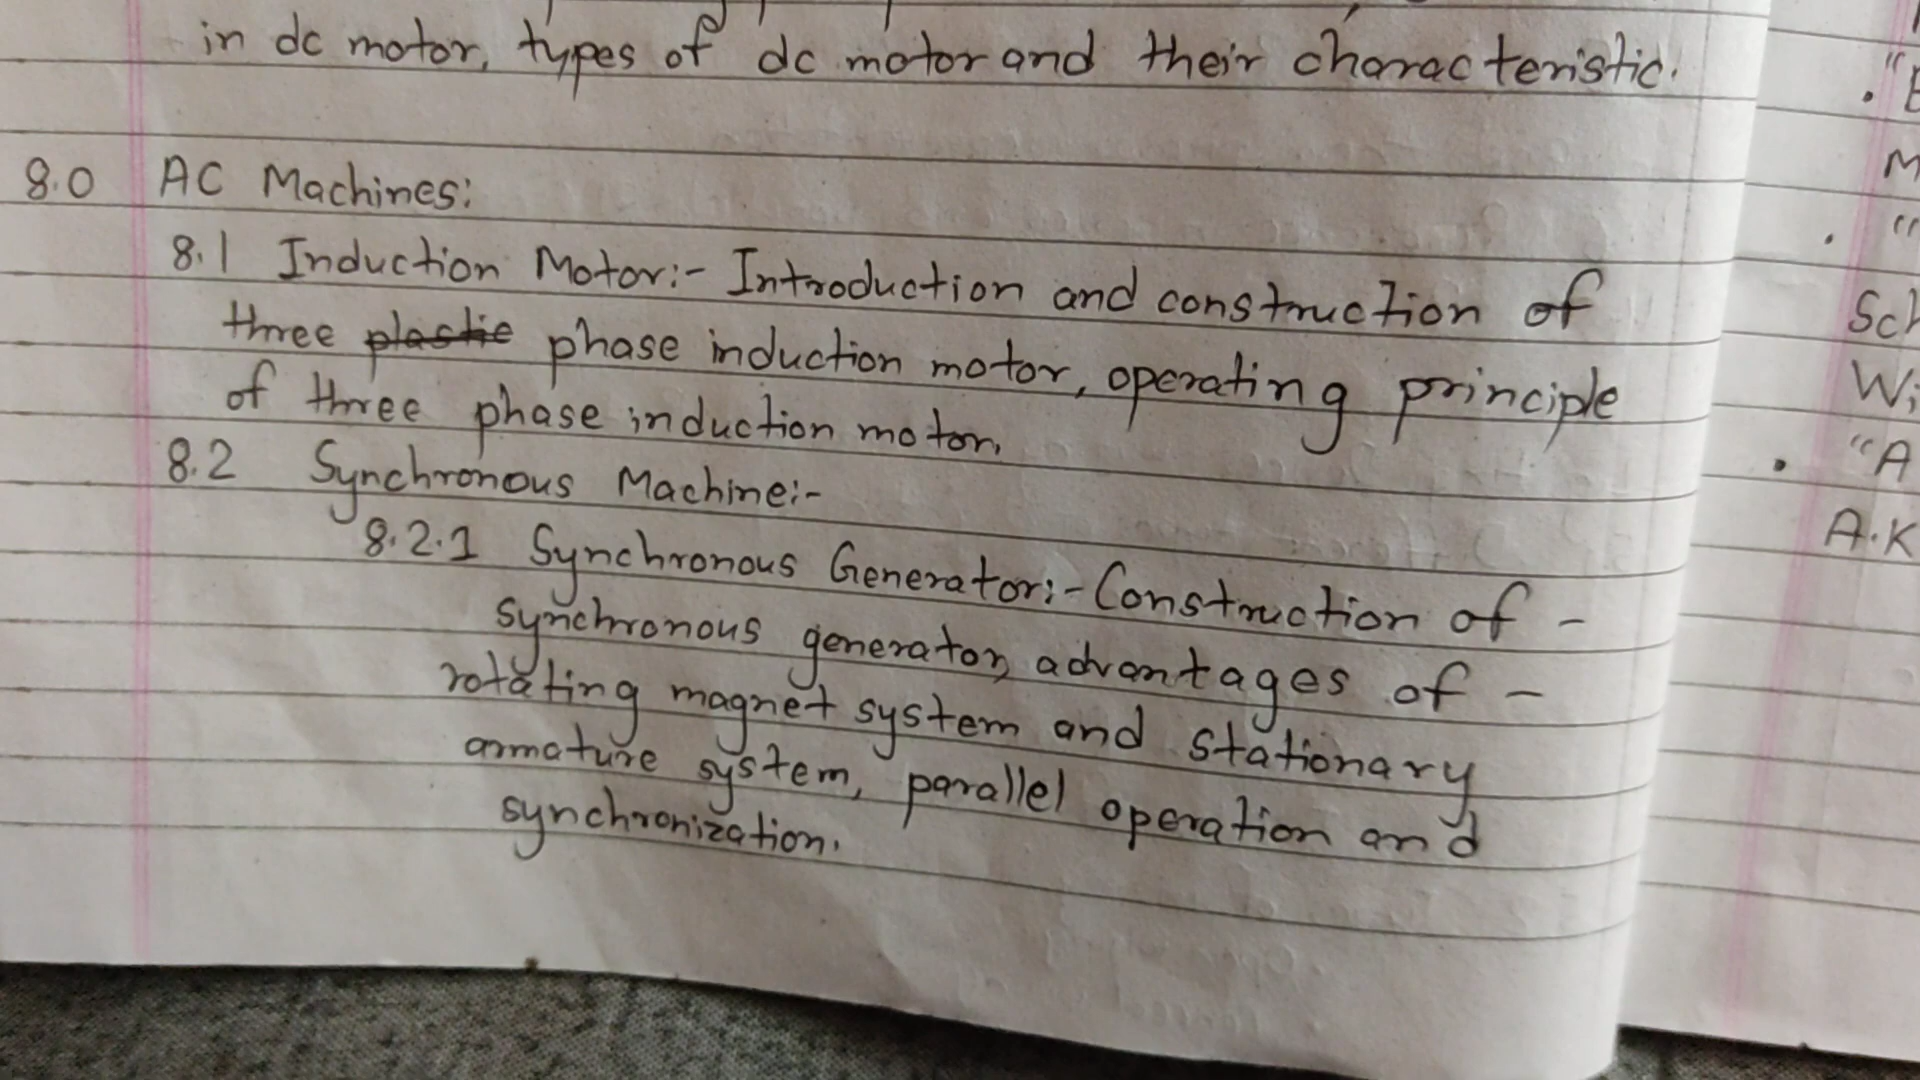 in dc motor, types of dc motor and their characteristic.
8.0 AC Machines:
8.1 Induction Motor:- Introduction and construction of
three plastic phase induction motor, operating principle
of three phase induction motor.
8.2 Synchronous Machine:-
8.2.1 Synchronous Generator:- Construction of -
synchronous generator, advantages of -
rotating magnet system and stationary
armature system, parallel operation and
synchronization.
"
M
"
Sch
Wi
"A
A.K